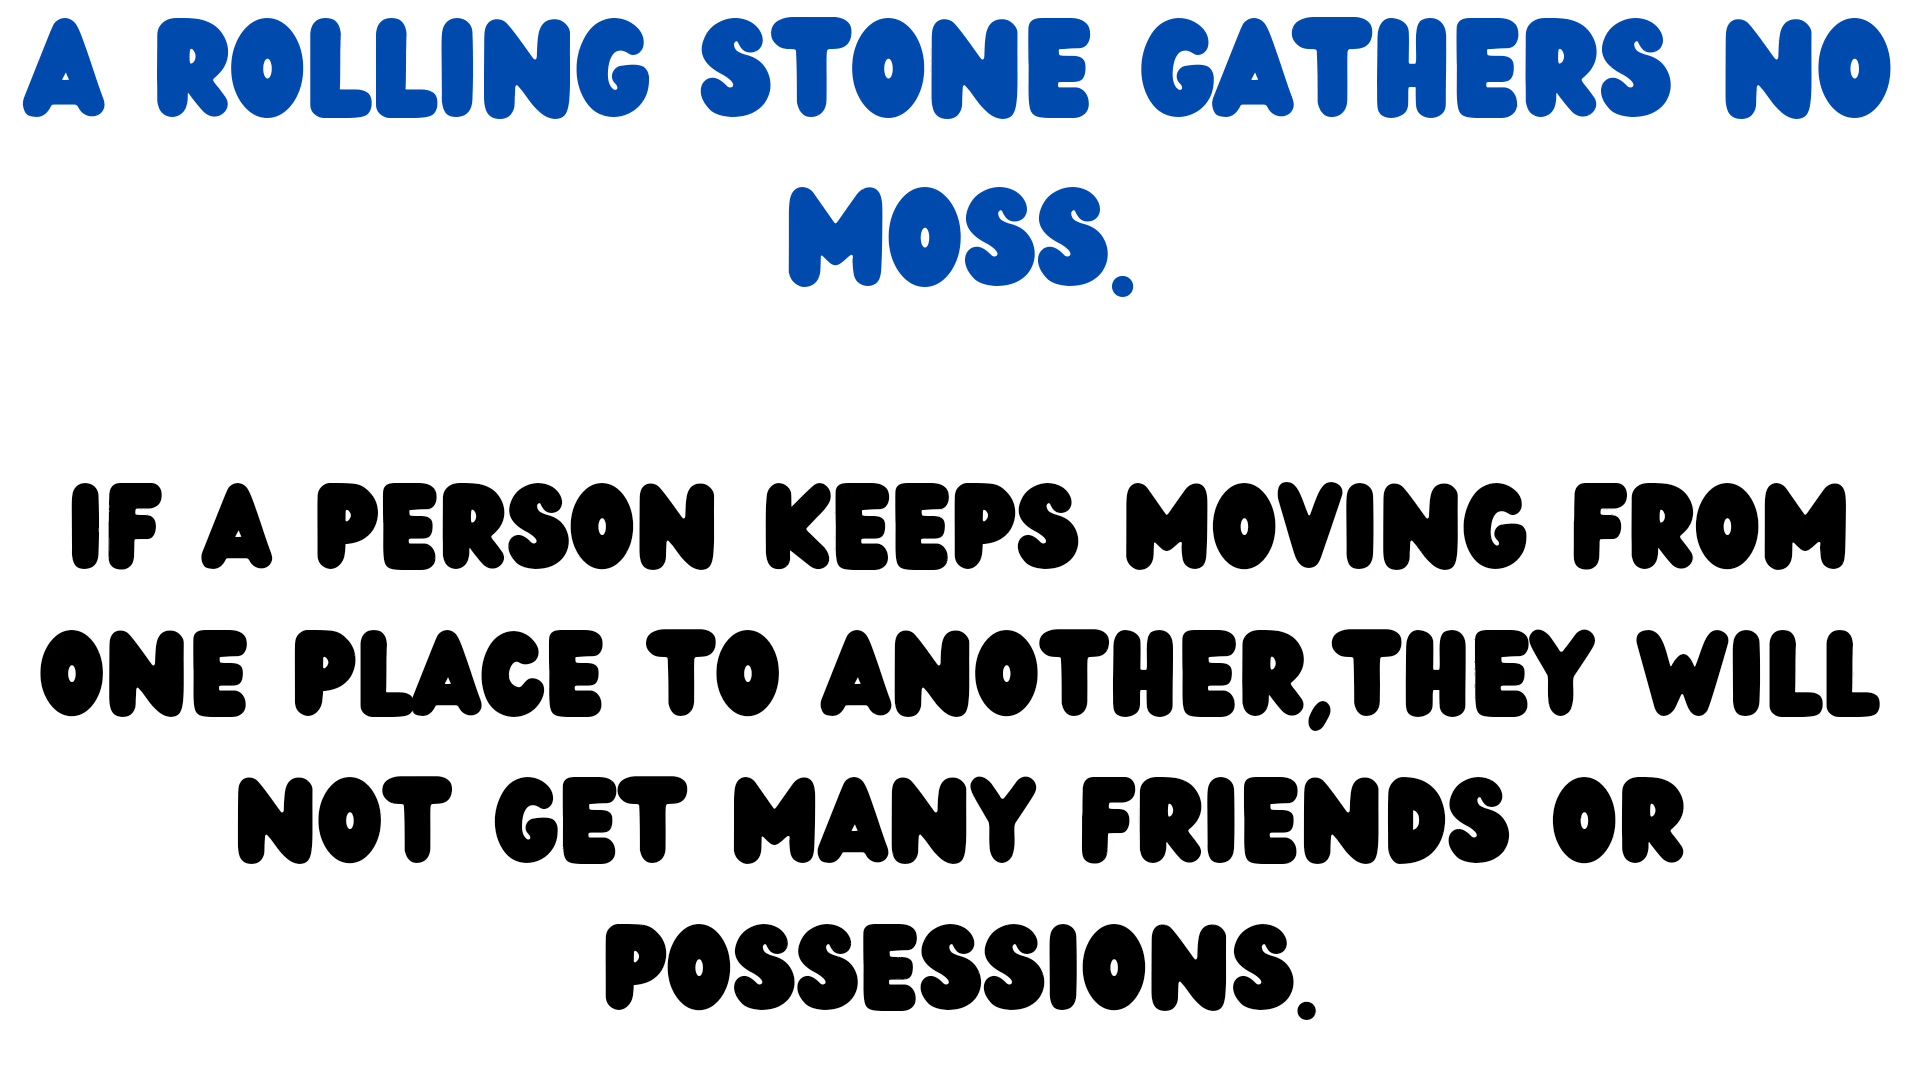 A ROLLING STONE GATHERS NO
MOSS.
IF A PERSON KEEPS MOVING FROM
ONE PLACE TO ANOTHER,THEY WILL
NOT GET MANY FRIENDS OR
POSSESSIONS.